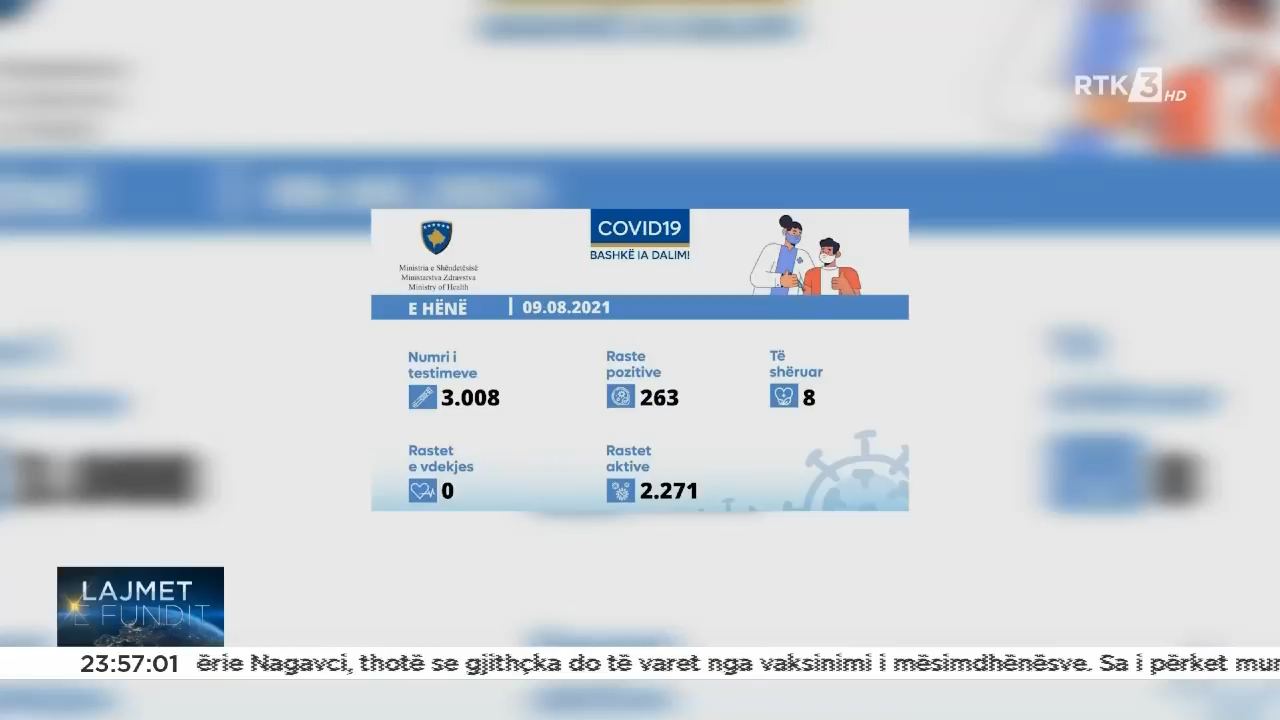 RTK 3 HD
COVID19
BASHKË IA DALIM!
Ministria e Shëndetësisë
Ministarstva Zdravstva
Ministry of Health
E HËNË | 09.08.2021
Numri i
testimeve
3.008
Raste
pozitive
263
Të
shëruar
8
Rastet
e vdekjes
0
Rastet
aktive
2.271
LAJMET
E FUNDIT
23:57:01 ërie Nagavci, thotë se gjithçka do të varet nga vaksinimi i mësimdhënësve. Sa i përket mur